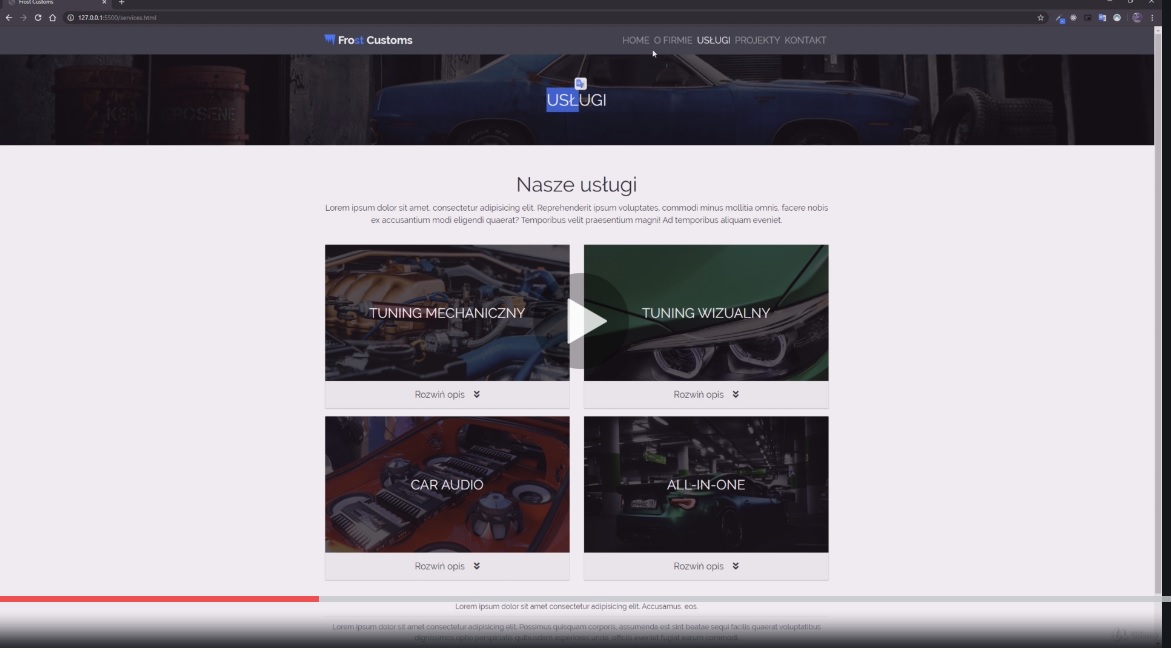 Frost Customs
127.0.0.1:5500/services.html
Frost Customs
HOME O FIRMIE USŁUGI PROJEKTY KONTAKT
KEROSENE
USŁUGI
Nasze usługi
Lorem ipsum dolor sit amet, consectetur adipisicing elit. Reprehenderit ipsum voluptates, commodi minus mollitia omnis, facere nobis
ex accusantium modi eligendi quaerat? Temporibus velit praesentium magni! Ad temporibus aliquam eveniet.
TUNING MECHANICZNY
TUNING WIZUALNY
Rozwiń opis
Rozwiń opis
CAR AUDIO
ALL-IN-ONE
Rozwiń opis
Rozwiń opis
Lorem ipsum dolor sit amet consectetur adipisicing elit. Accusamus, eos.
Lorem ipsum dolor sit amet consectetur adipisicing elit. Possimus quisquam corporis, assumenda est sint beatae sequi facilis quaerat voluptatibus